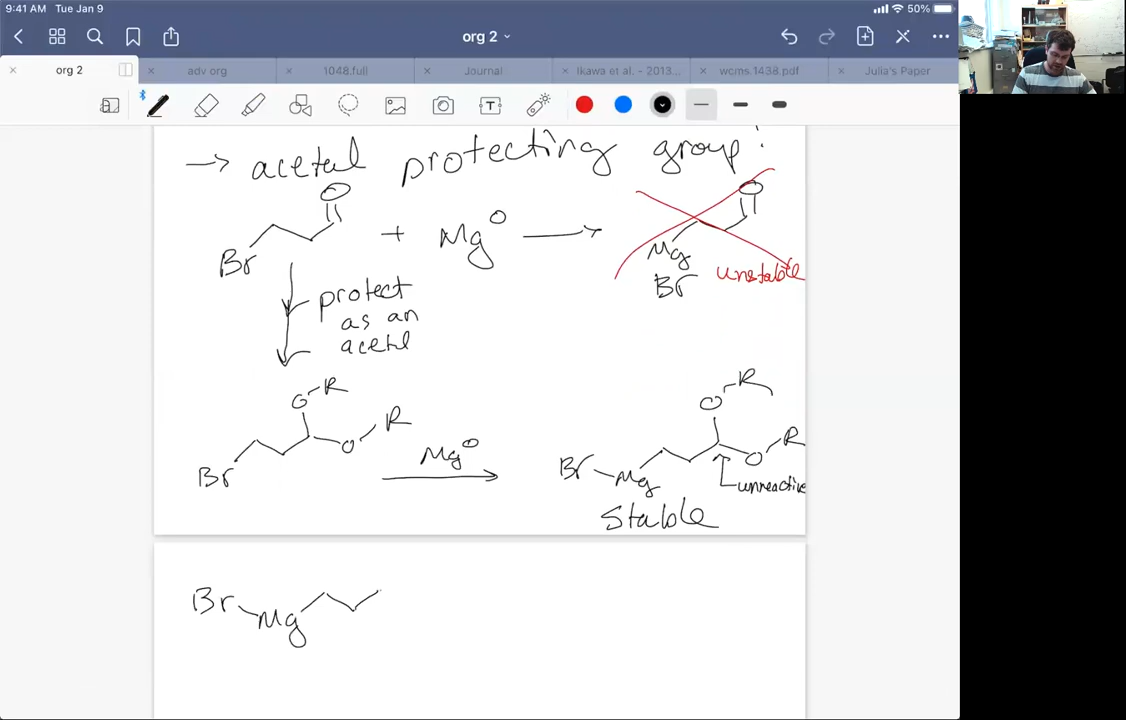 9:41 AM Tue Jan 9
50%
org 2
org 2
adv org
1048.full
Journal
Ikawa et al. - 2013...
wcms.1438.pdf
Julia's Paper
→ acetal protecting group!
O
Br
+ Mg⁰ →
O
Mg
Br
unstable
protect
as an
acetal
O-R
O-R
Br
Mg⁰
O-R
O-R
Br-Mg
unreactive
Stable
Br-Mg